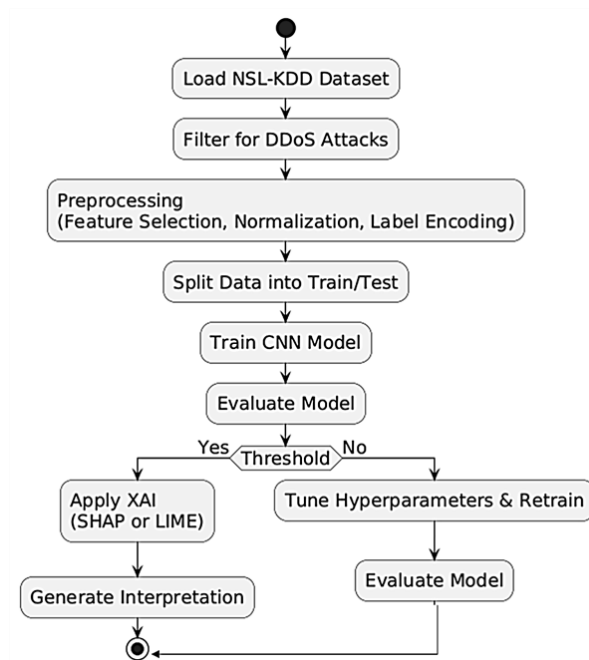 Load NSL-KDD Dataset
Filter for DDoS Attacks
Preprocessing
(Feature Selection, Normalization, Label Encoding)
Split Data into Train/Test
Train CNN Model
Evaluate Model
Yes
Threshold
No
Apply XAI
(SHAP or LIME)
Generate Interpretation
Tune Hyperparameters & Retrain
Evaluate Model